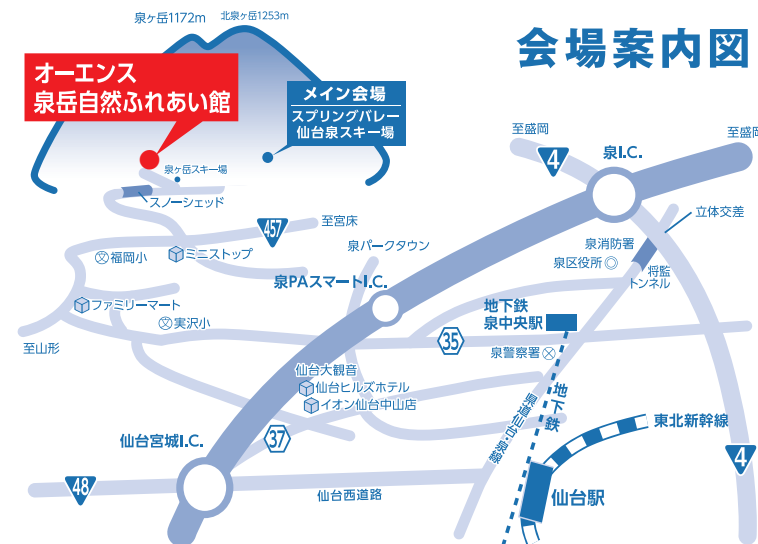 泉ヶ岳1172m
北泉ヶ岳1253m
会場案内図
オーエンス
泉岳自然ふれあい館
メイン会場
スプリングバレー
仙台泉スキー場
泉ヶ岳スキー場
スノーシェッド
至盛岡
至盛岡
4
泉I.C.
457
至宮床
立体交差
福岡小
ミニストップ
泉パークタウン
泉消防署
泉区役所
将監
トンネル
泉PAスマートI.C.
ファミリーマート
実沢小
地下鉄
泉中央駅
至山形
35
泉警察署
仙台大観音
仙台ヒルズホテル
イオン仙台中山店
地下鉄
県道仙台・泉線
東北新幹線
仙台宮城I.C.
37
4
48
仙台西道路
仙台駅